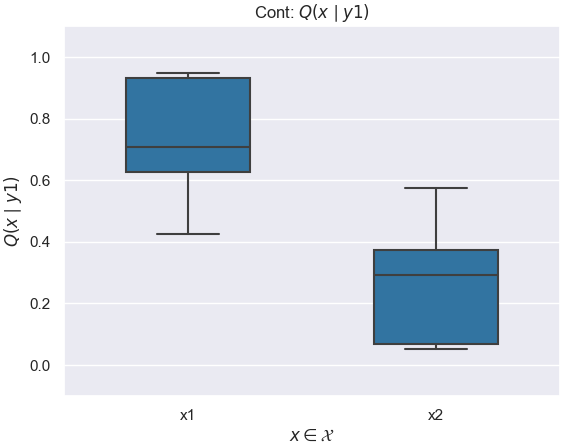 Cont: Q(x | y1)
1.0
0.8
0.6
0.4
0.2
0.0
Q(x | y1)
x1 x2
x ∈ 𝒳